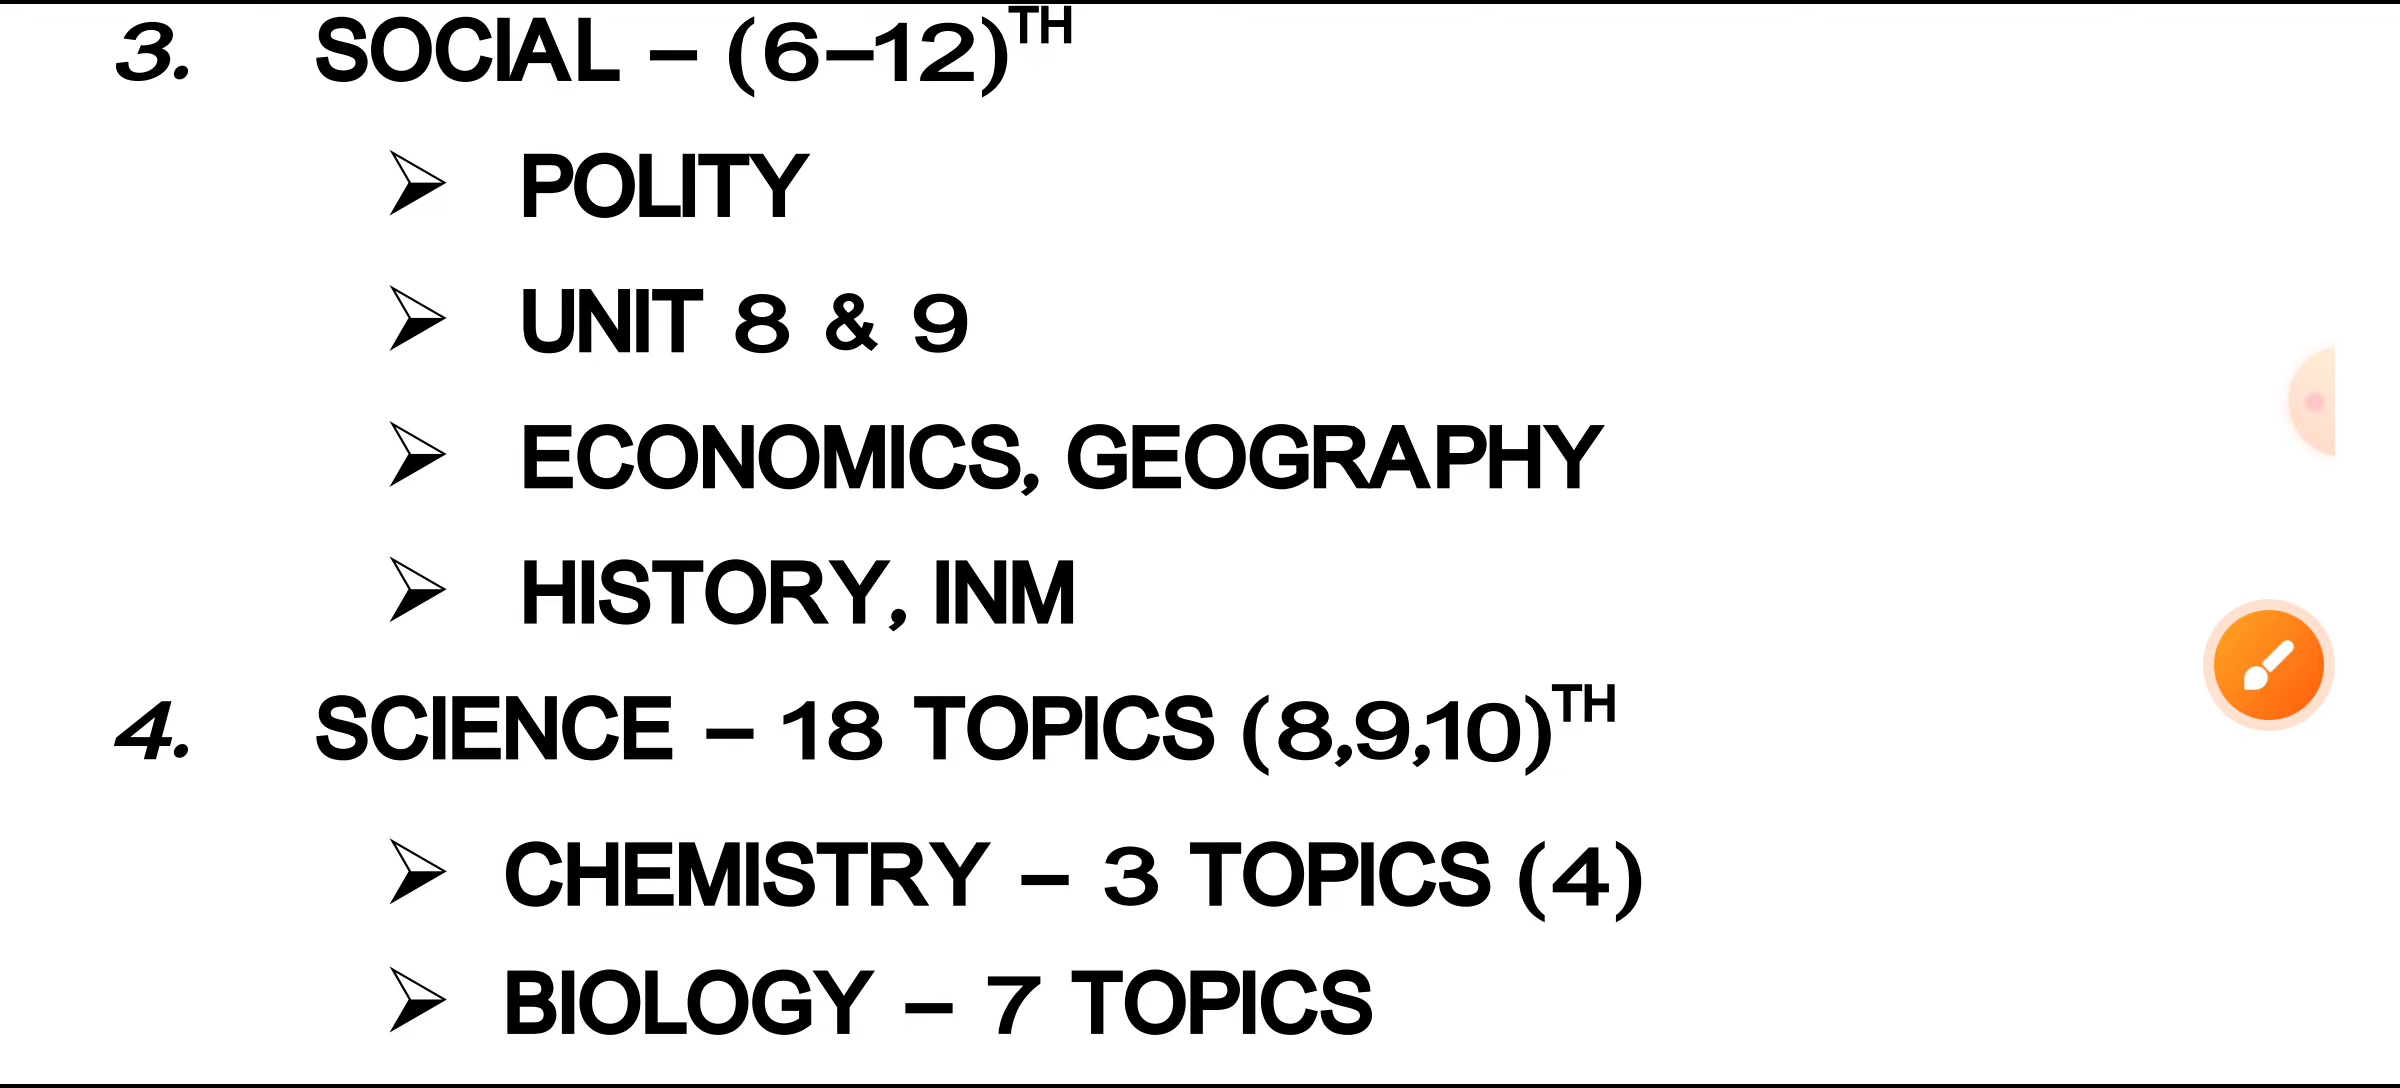 3. SOCIAL – (6–12)TH
➢ POLITY
➢ UNIT 8 & 9
➢ ECONOMICS, GEOGRAPHY
➢ HISTORY, INM
4. SCIENCE – 18 TOPICS (8,9,10)TH
➢ CHEMISTRY – 3 TOPICS (4)
➢ BIOLOGY – 7 TOPICS